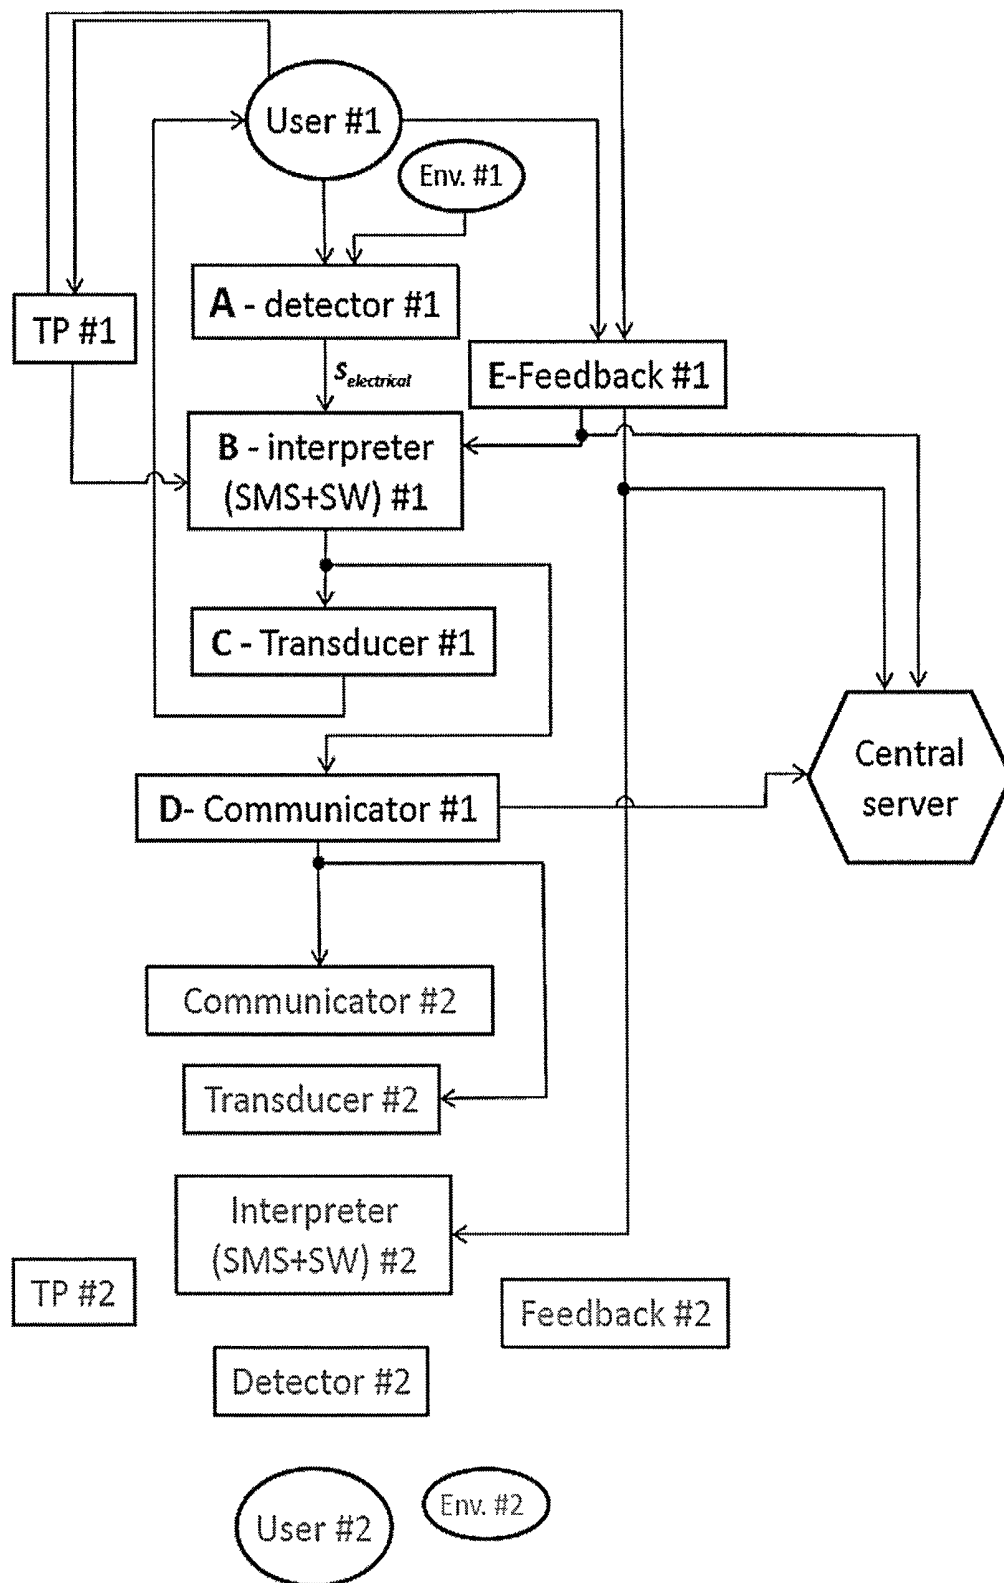 User #1
Env. #1
A - detector #1
TP #1
S electrical
E-Feedback #1
B - interpreter
(SMS+SW) #1
C - Transducer #1
Central
server
D- Communicator #1
Communicator #2
Transducer #2
Interpreter
(SMS+SW) #2
TP #2
Feedback #2
Detector #2
Env. #2
User #2